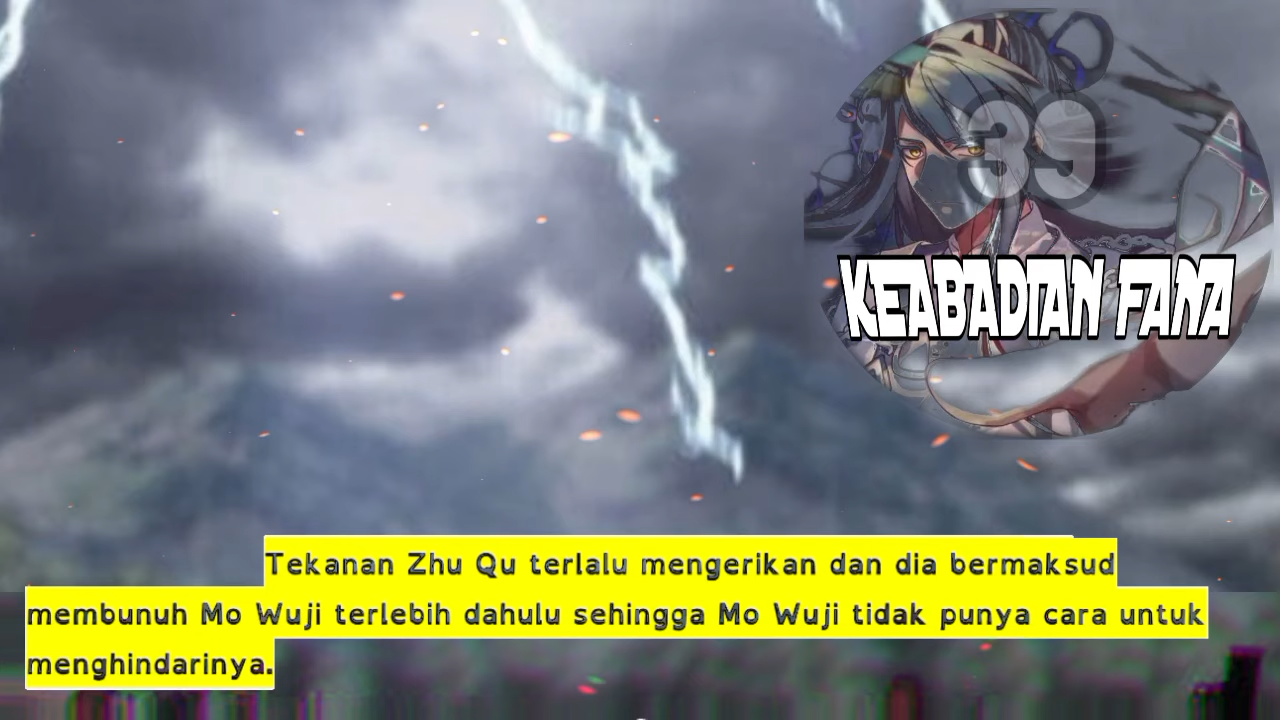 39
KEABADIAN FANA
Tekanan Zhu Qu terlalu mengerikan dan dia bermaksud
membunuh Mo Wuji terlebih dahulu sehingga Mo Wuji tidak punya cara untuk
menghindarinya.